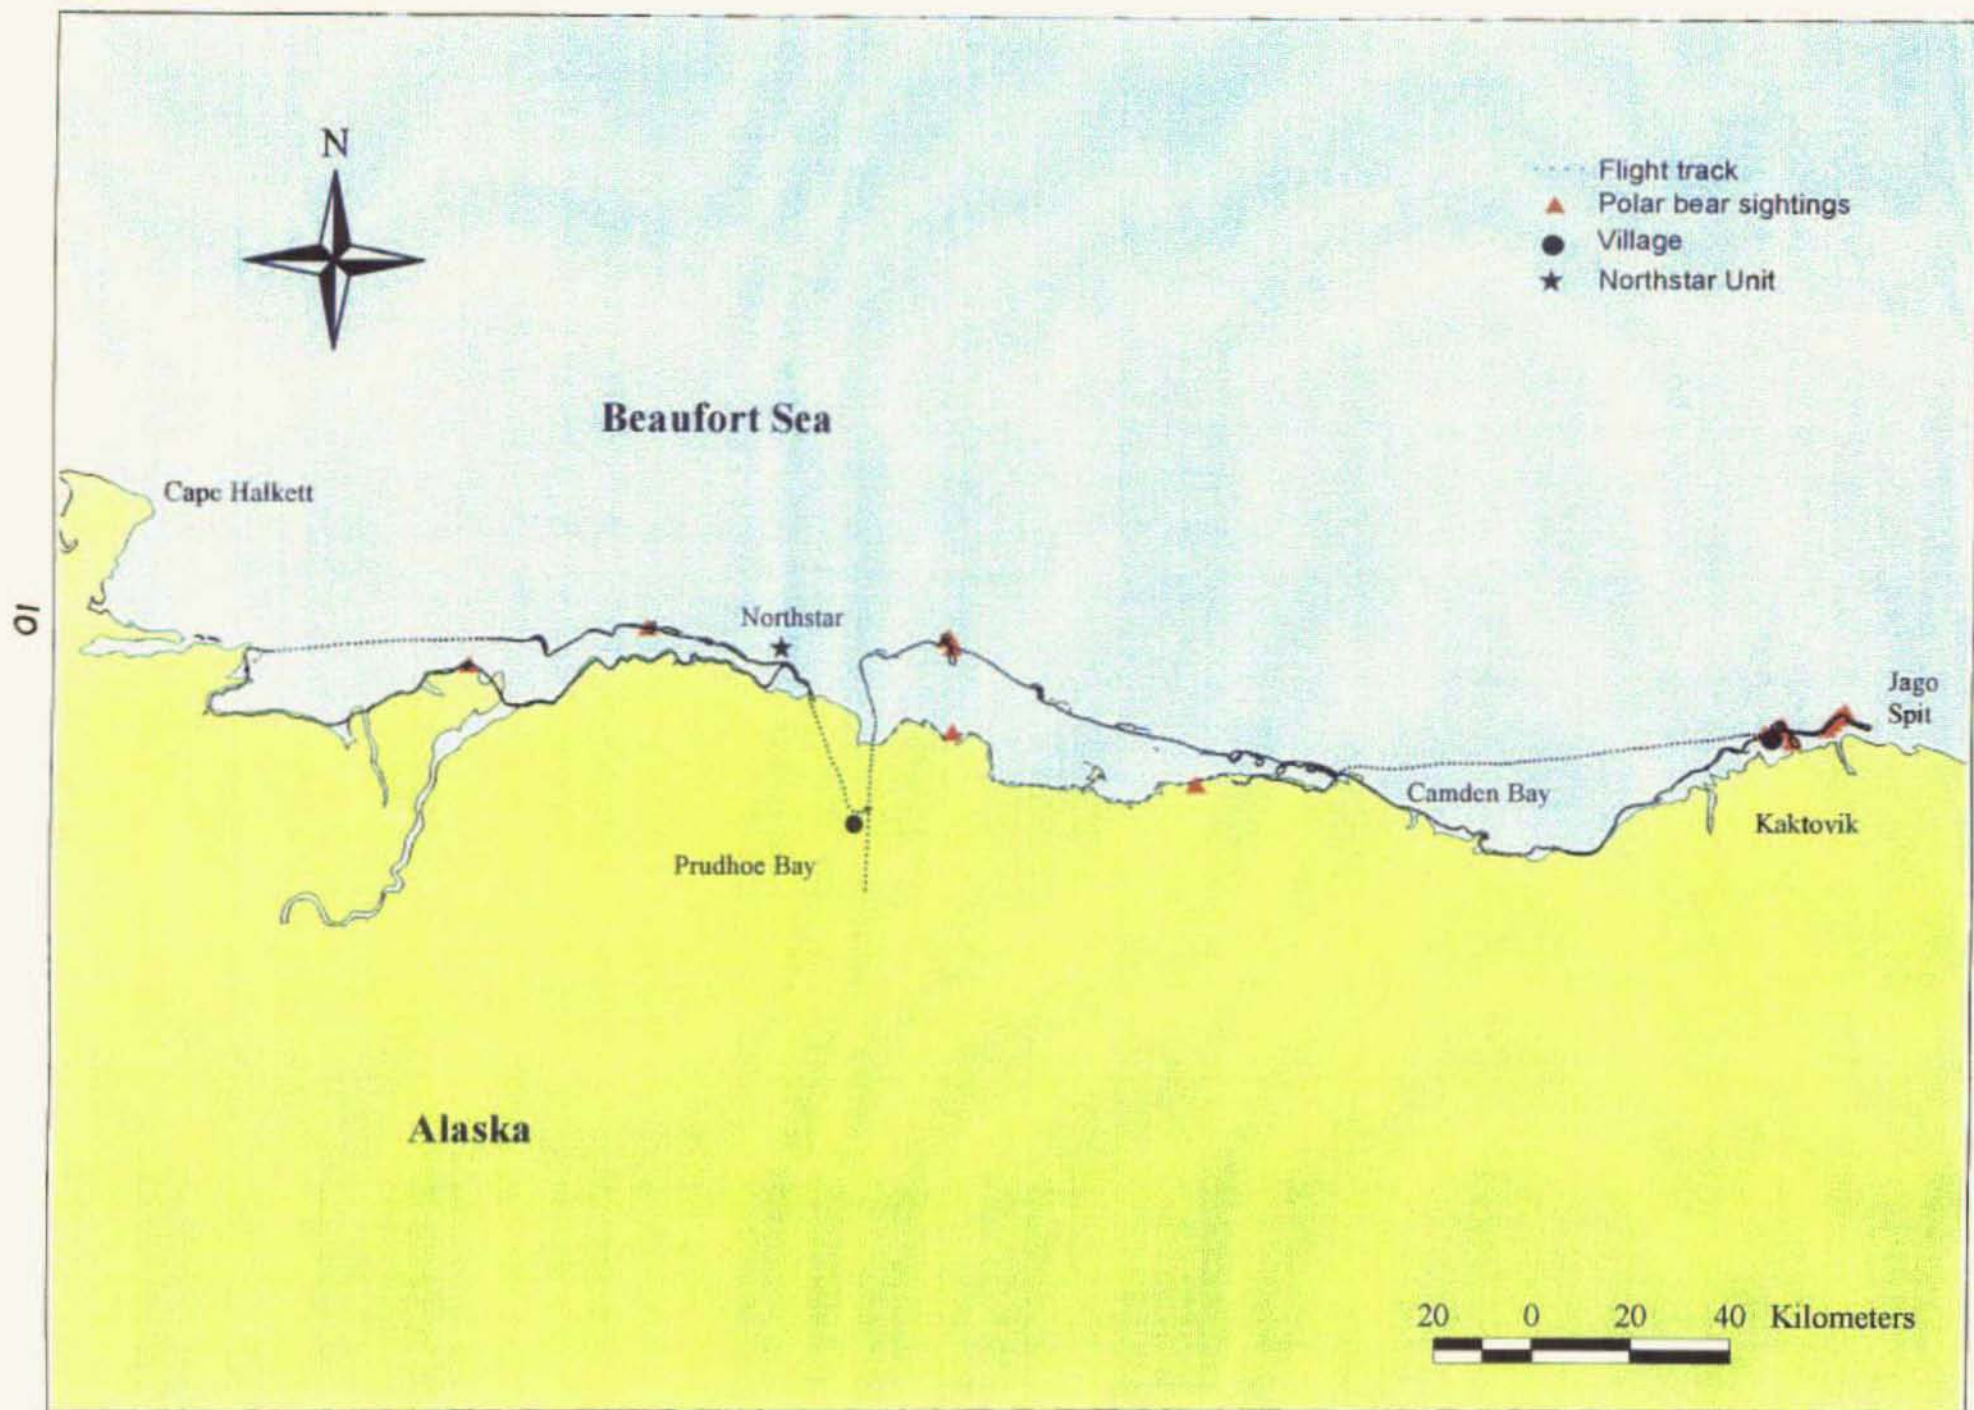 N
Flight track
Polar bear sightings
Village
Northstar Unit
Beaufort Sea
Cape Halkett
Northstar
Jago
Spit
Camden Bay
Kaktovik
Prudhoe Bay
Alaska
20 0 20 40 Kilometers
10